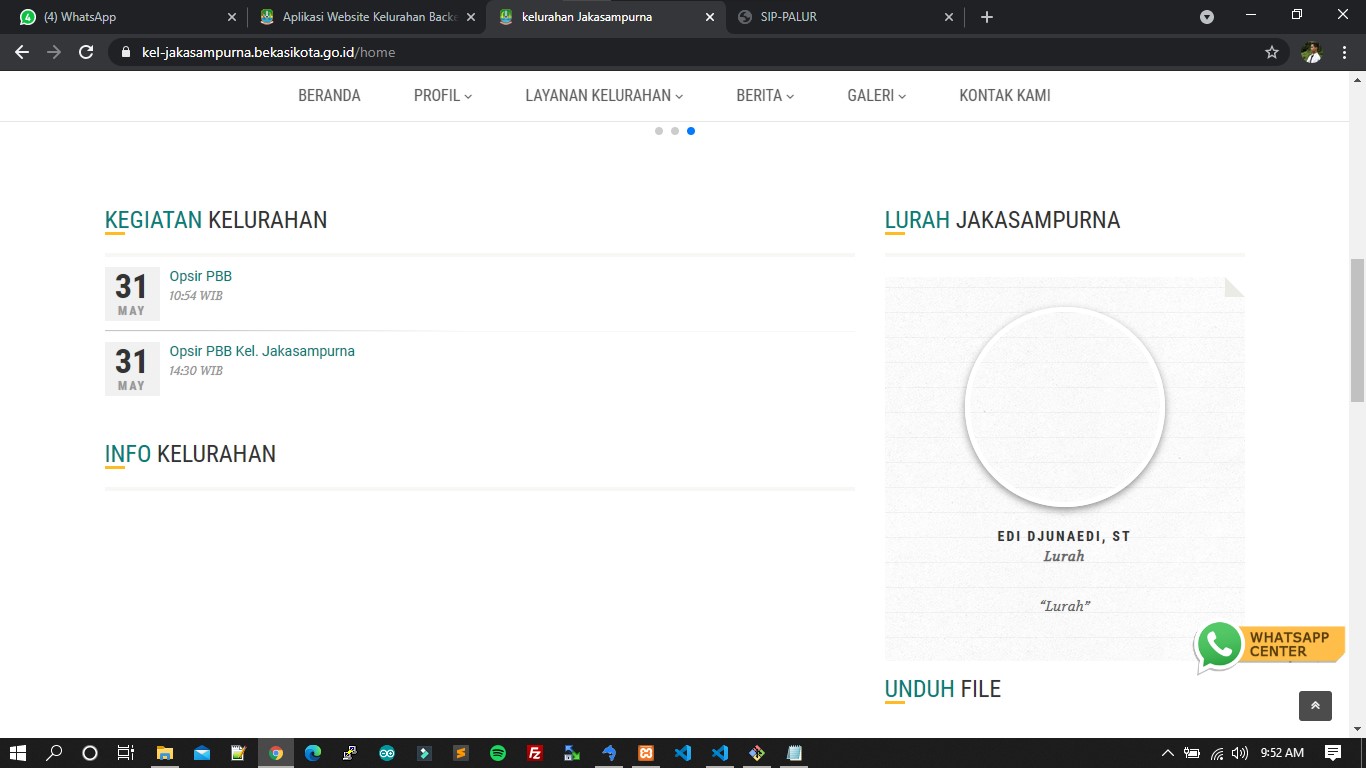 4
(4) WhatsApp
Aplikasi Website Kelurahan Backe
kelurahan Jakasampurna
SIP-PALUR
kel-jakasampurna.bekasikota.go.id/home
BERANDA
PROFIL
LAYANAN KELURAHAN
BERITA
GALERI
KONTAK KAMI
KEGIATAN KELURAHAN
31
MAY
Opsir PBB
10:54 WIB
31
MAY
Opsir PBB Kel. Jakasampurna
14:30 WIB
INFO KELURAHAN
LURAH JAKASAMPURNA
EDI DJUNAEDI, ST
Lurah
“Lurah”
WHATSAPP
CENTER
UNDUH FILE
9:52 AM